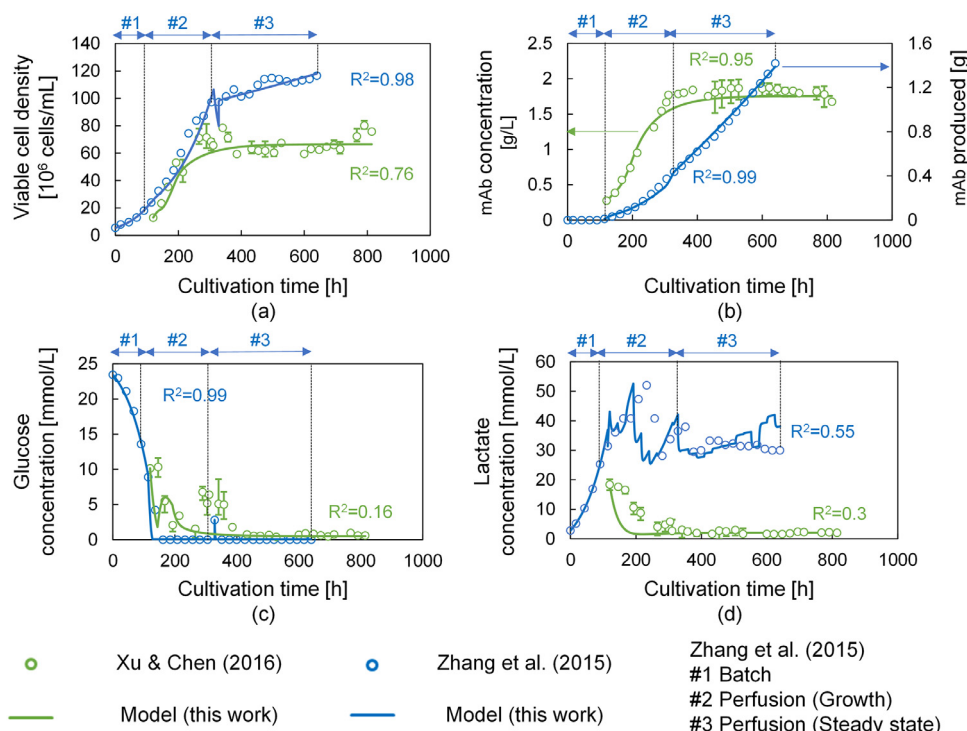 #1 #2 #3
(a)
140
120
100
80
60
40
20
0
0 200 400 600 800 1000
Viable cell density
[10⁶ cells/mL]
R²=0.98
R²=0.76
Cultivation time [h]
#1 #2 #3
(b)
2.5
2
1.5
1
0.5
0
1.6
1.2
0.8
0.4
0
0 200 400 600 800 1000
mAb concentration
[g/L]
mAb produced [g]
R²=0.95
R²=0.99
Cultivation time [h]
#1 #2 #3
(c)
25
20
15
10
5
0
0 200 400 600 800 1000
Glucose
concentration [mmol/L]
R²=0.99
R²=0.16
Cultivation time [h]
#1 #2 #3
(d)
60
50
40
30
20
10
0
0 200 400 600 800 1000
Lactate
concentration [mmol/L]
R²=0.55
R²=0.3
Cultivation time [h]
Xu & Chen (2016)
Model (this work)
Zhang et al. (2015)
Model (this work)
Zhang et al. (2015)
#1 Batch
#2 Perfusion (Growth)
#3 Perfusion (Steady state)